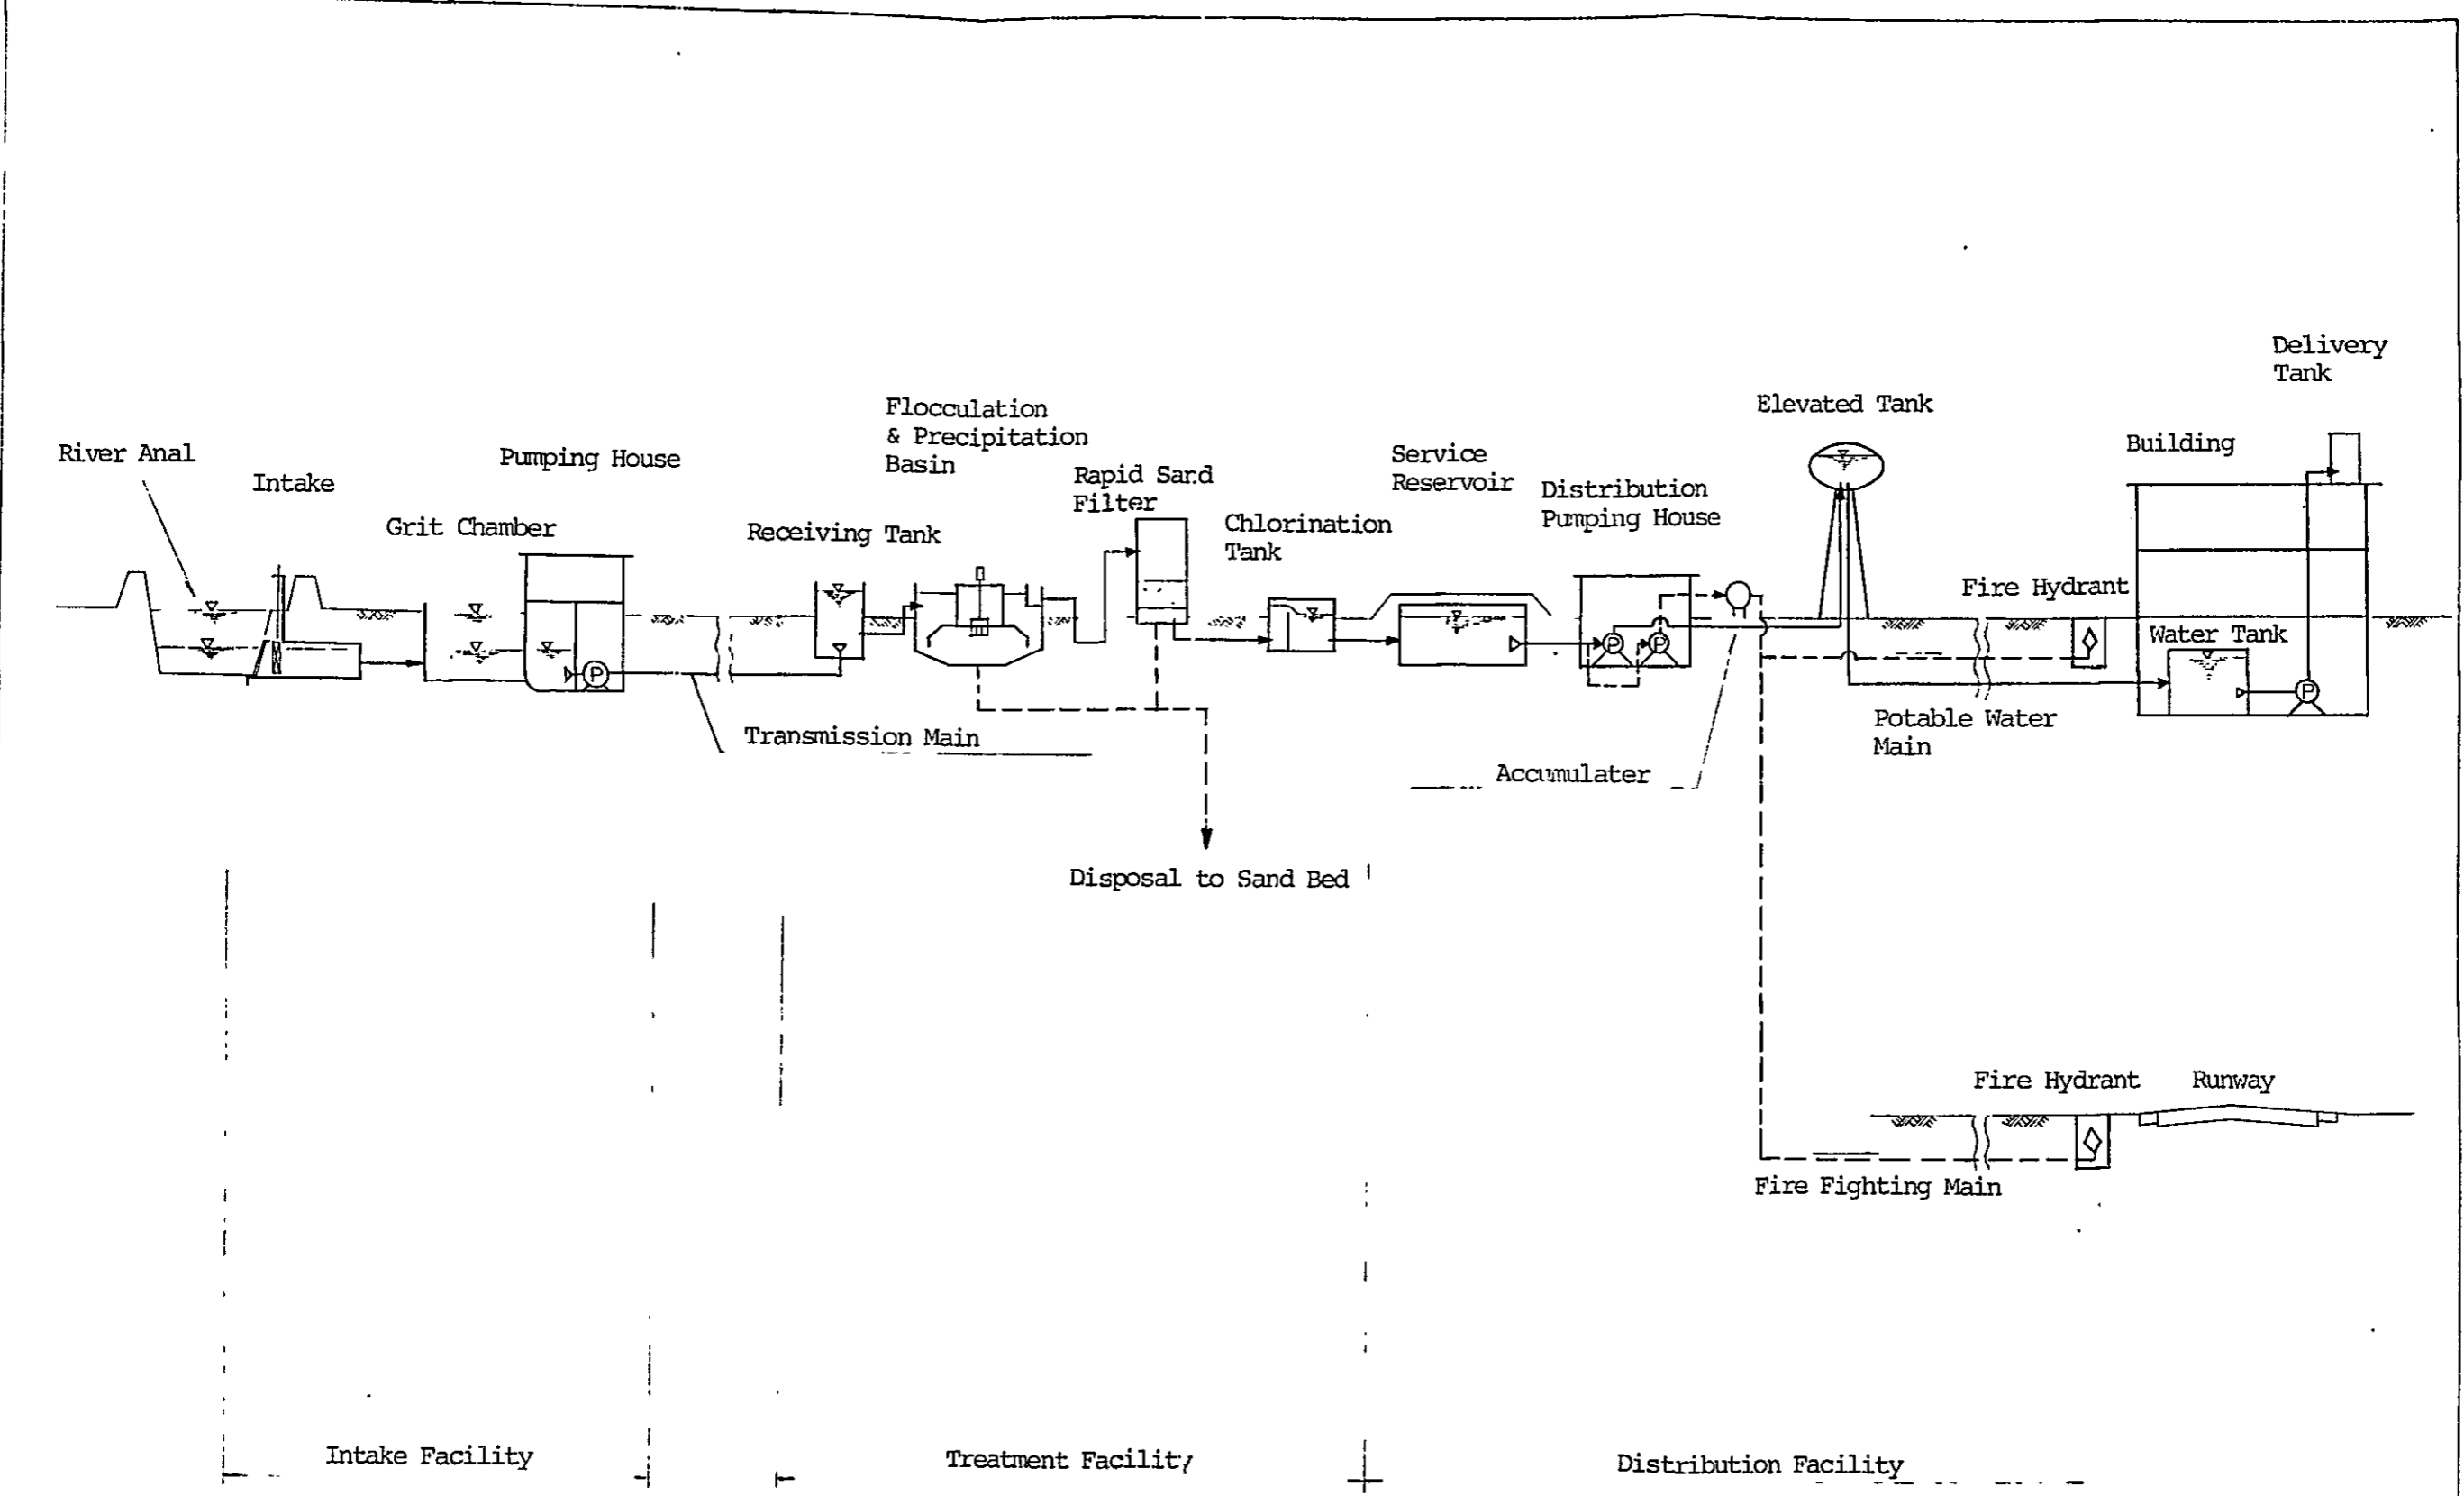 Delivery
Tank
Elevated Tank
Flocculation
& Precipitation
Basin
River Anal
Pumping House
Service
Reservoir
Building
Intake
Rapid Sand
Filter
Distribution
Pumping House
Grit Chamber
Receiving Tank
Chlorination
Tank
Fire Hydrant
Water Tank
P
P
P
P
Potable Water
Main
Transmission Main
Accumulater
Disposal to Sand Bed
Fire Hydrant
Runway
Fire Fighting Main
Intake Facility
Treatment Facility
Distribution Facility